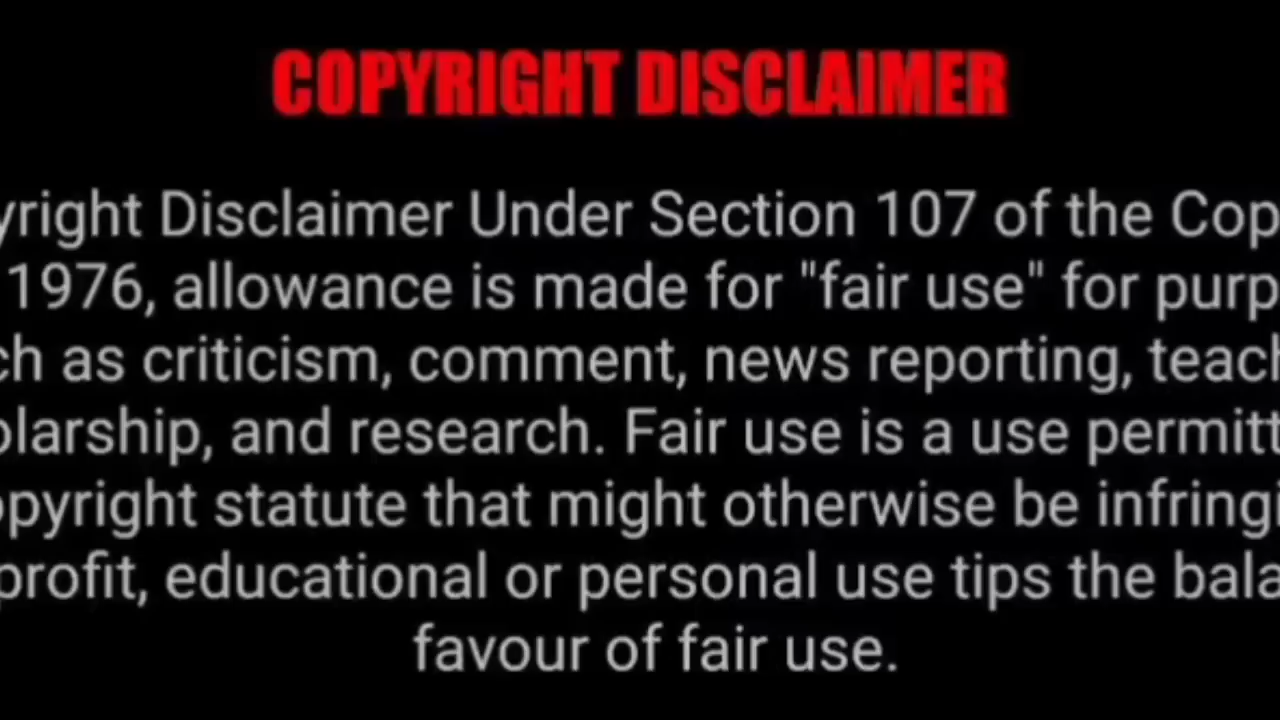 COPYRIGHT DISCLAIMER
yright Disclaimer Under Section 107 of the Cop
1976, allowance is made for "fair use" for purp
ch as criticism, comment, news reporting, teach
olarship, and research. Fair use is a use permitt
opyright statute that might otherwise be infringi
profit, educational or personal use tips the bala
favour of fair use.